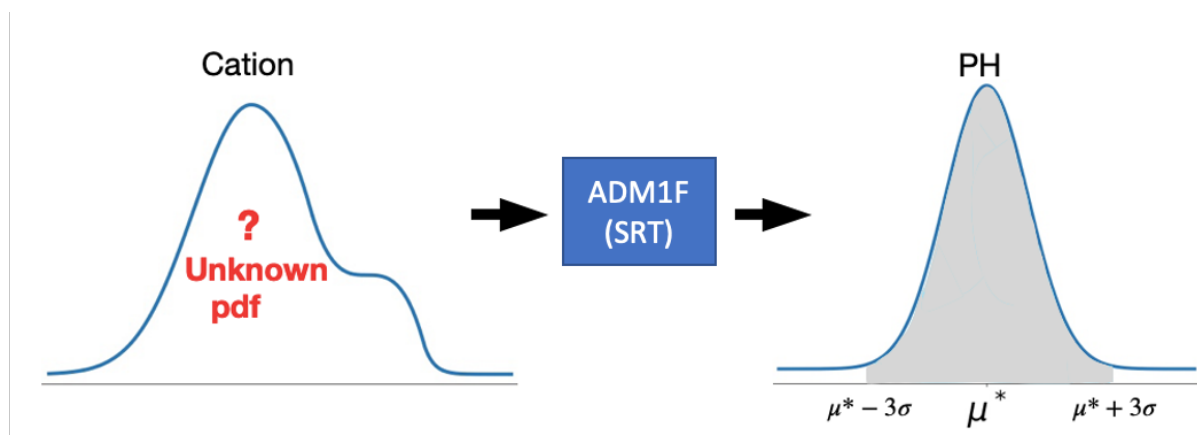 Cation
?
Unknown
pdf
ADM1F
(SRT)
PH
μ* − 3σ
μ*
μ* + 3σ